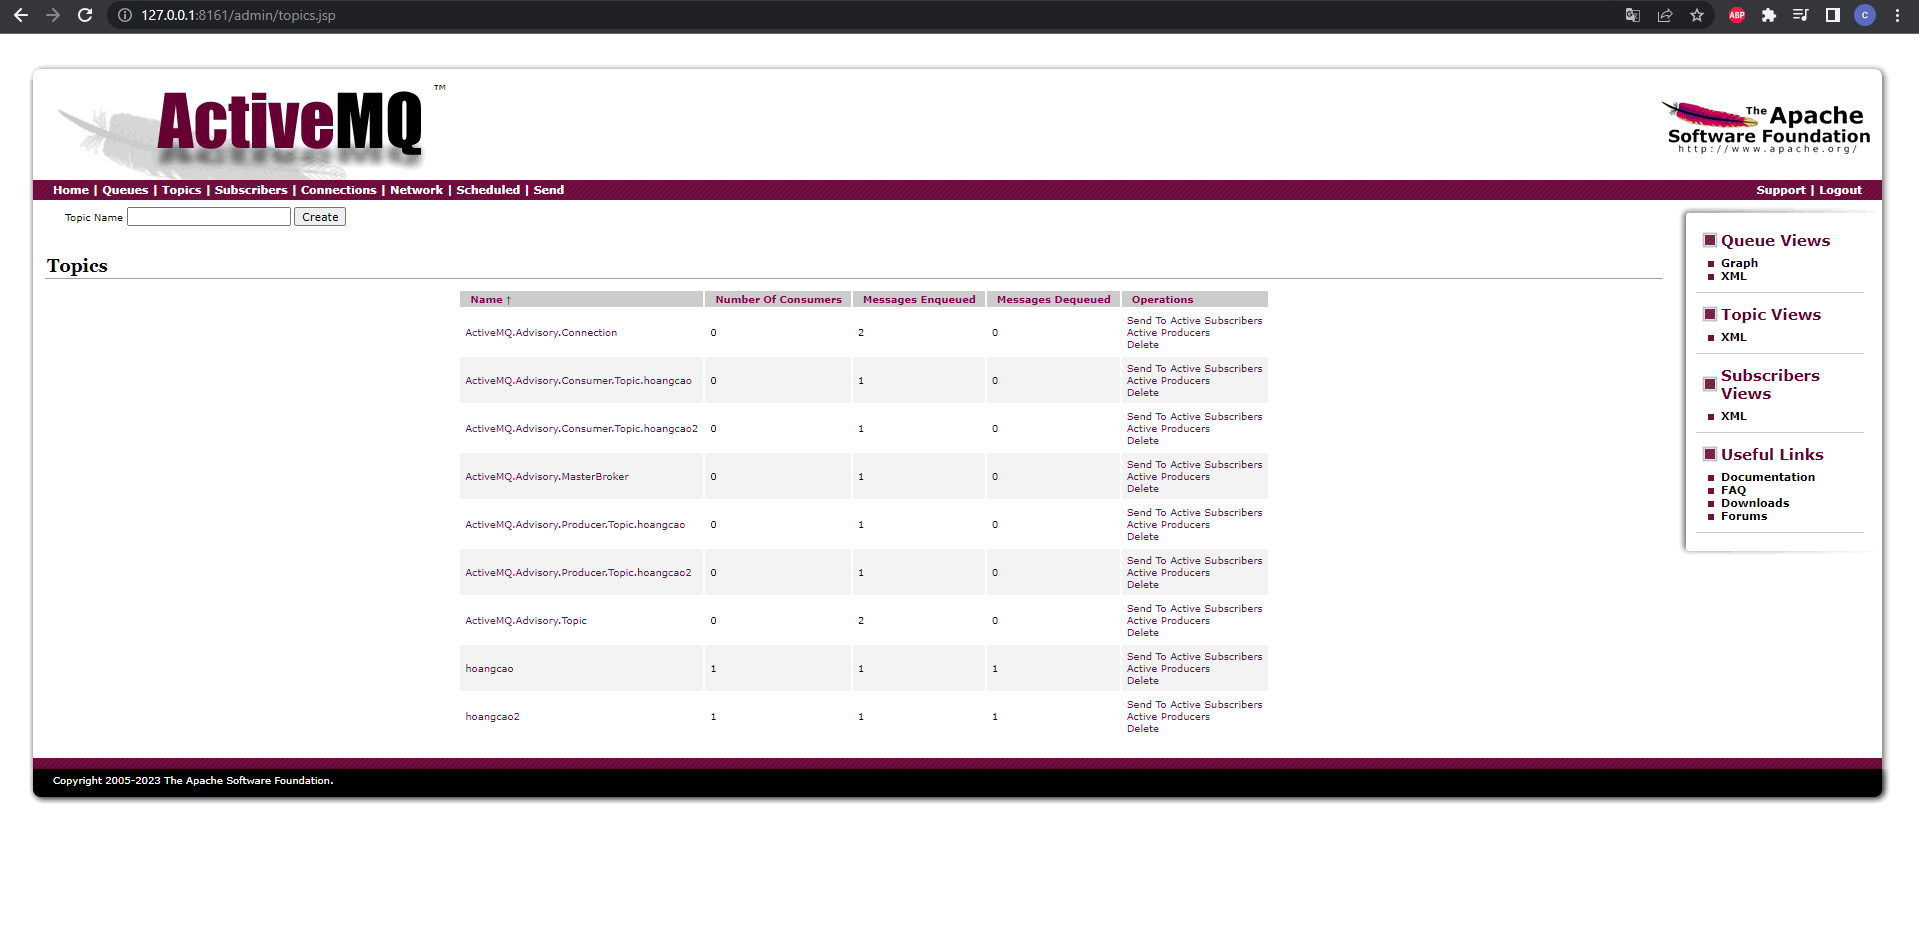 127.0.0.1:8161/admin/topics.jsp
ABP
C
ActiveMQ ™
The Apache
Software Foundation
http://www.apache.org/
Home | Queues | Topics | Subscribers | Connections | Network | Scheduled | Send
Support | Logout
Topic Name Create
Topics
Name ↑ Number Of Consumers Messages Enqueued Messages Dequeued Operations
ActiveMQ.Advisory.Connection 0 2 0 Send To Active Subscribers
Active Producers
Delete
ActiveMQ.Advisory.Consumer.Topic.hoangcao 0 1 0 Send To Active Subscribers
Active Producers
Delete
ActiveMQ.Advisory.Consumer.Topic.hoangcao2 0 1 0 Send To Active Subscribers
Active Producers
Delete
ActiveMQ.Advisory.MasterBroker 0 1 0 Send To Active Subscribers
Active Producers
Delete
ActiveMQ.Advisory.Producer.Topic.hoangcao 0 1 0 Send To Active Subscribers
Active Producers
Delete
ActiveMQ.Advisory.Producer.Topic.hoangcao2 0 1 0 Send To Active Subscribers
Active Producers
Delete
ActiveMQ.Advisory.Topic 0 2 0 Send To Active Subscribers
Active Producers
Delete
hoangcao 1 1 1 Send To Active Subscribers
Active Producers
Delete
hoangcao2 1 1 1 Send To Active Subscribers
Active Producers
Delete
Queue Views
Graph
XML
Topic Views
XML
Subscribers
Views
XML
Useful Links
Documentation
FAQ
Downloads
Forums
Copyright 2005-2023 The Apache Software Foundation.